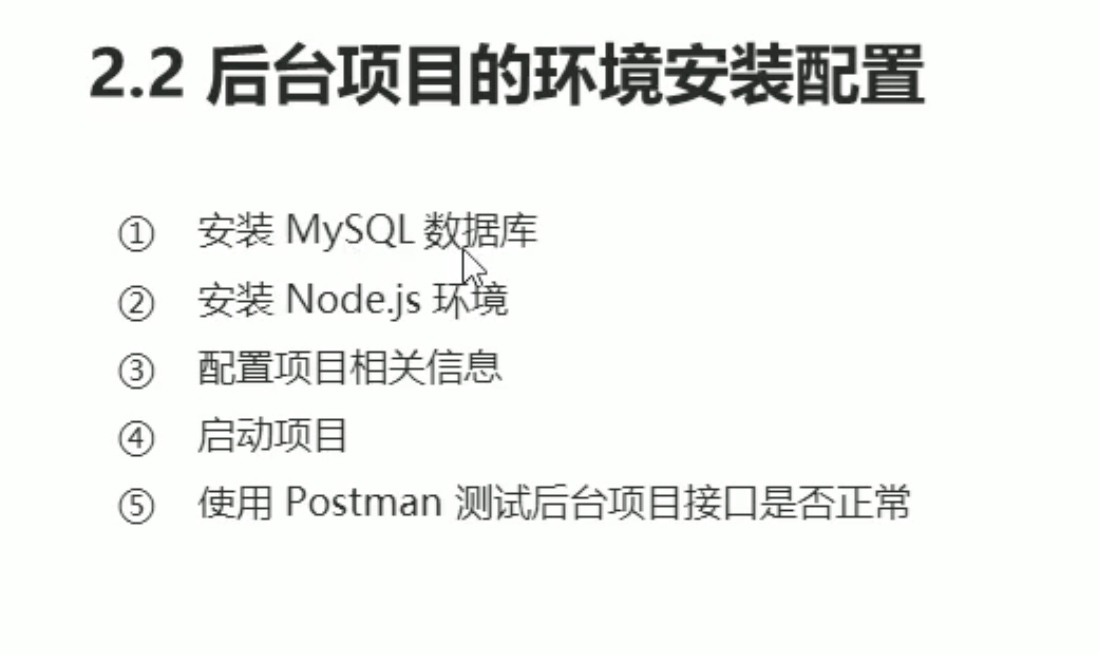 2.2 后台项目的环境安装配置
① 安装 MySQL 数据库
② 安装 Node.js 环境
③ 配置项目相关信息
④ 启动项目
⑤ 使用 Postman 测试后台项目接口是否正常